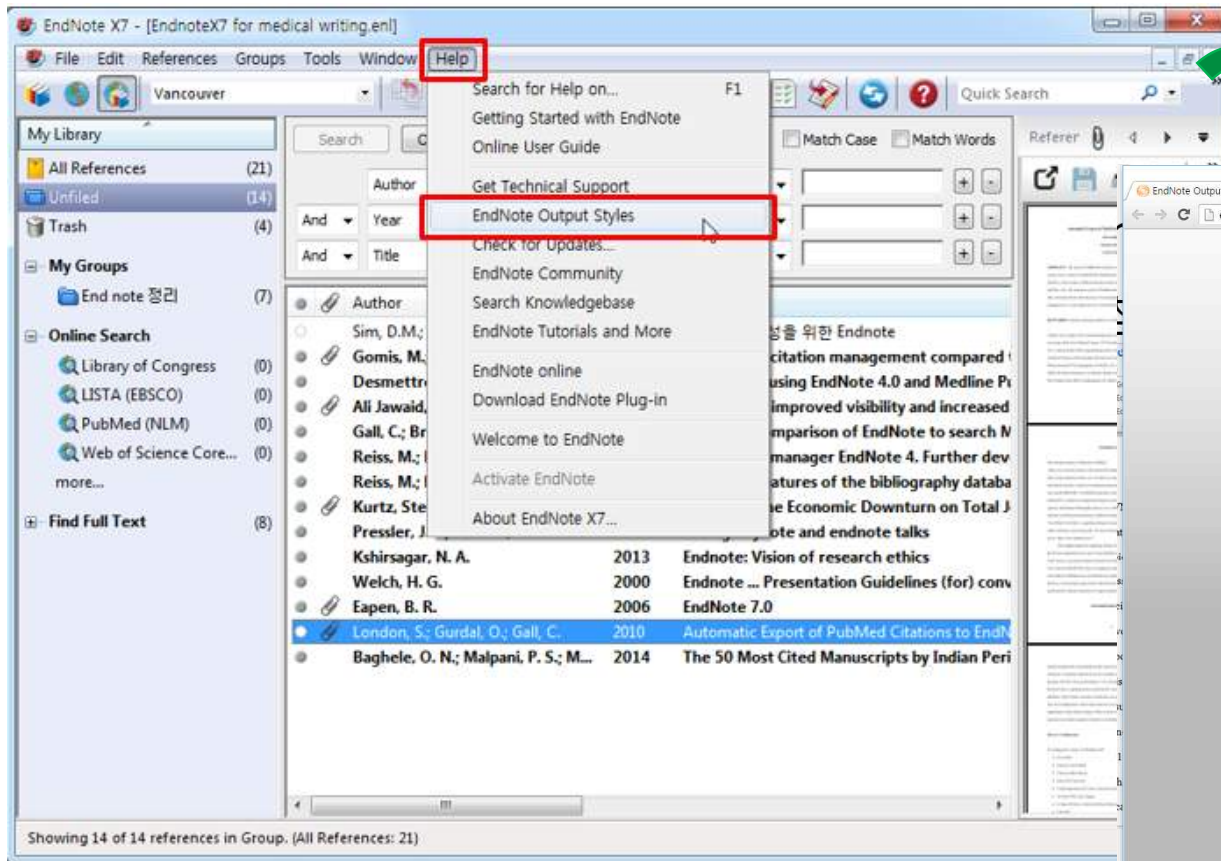 EndNote X7 - [EndnoteX7 for medical writing.enl]
File Edit References Groups Tools Window Help
Vancouver
Quick Search
My Library
All References (21)
Unfiled (14)
Trash (4)
My Groups
End note 정리 (7)
Online Search
Library of Congress (0)
LISTA (EBSCO) (0)
PubMed (NLM) (0)
Web of Science Core... (0)
more...
Find Full Text (8)
Search for Help on... F1
Getting Started with EndNote
Online User Guide
Get Technical Support
EndNote Output Styles
Check for Updates...
EndNote Community
Search Knowledgebase
EndNote Tutorials and More
EndNote online
Download EndNote Plug-in
Welcome to EndNote
Activate EndNote
About EndNote X7...
Search
Match Case Match Words
Author
And Year
And Title
Author
Sim, D.M.; 위한 Endnote
Gomis, M. citation management compared
Desmettr using EndNote 4.0 and Medline
Ali Jawaid, improved visibility and increased
Gall, C.; Br mparison of EndNote to search
Reiss, M.; manager EndNote 4. Further dev
Reiss, M.; atures of the bibliography databa
Kurtz, Ste Economic Downturn on Total
Pressler, ote and endnote talks
Kshirsagar, N. A. 2013 Endnote: Vision of research ethics
Welch, H. G. 2000 Endnote ... Presentation Guidelines (for) conv
Eapen, B. R. 2006 EndNote 7.0
London, S.; Gurdal, O.; Gall, C. 2010 Automatic Export of PubMed Citations to EndN
Baghele, O. N.; Malpani, P. S.; M... 2014 The 50 Most Cited Manuscripts by Indian Peri
Referer
EndNote Outpu
Showing 14 of 14 references in Group. (All References: 21)